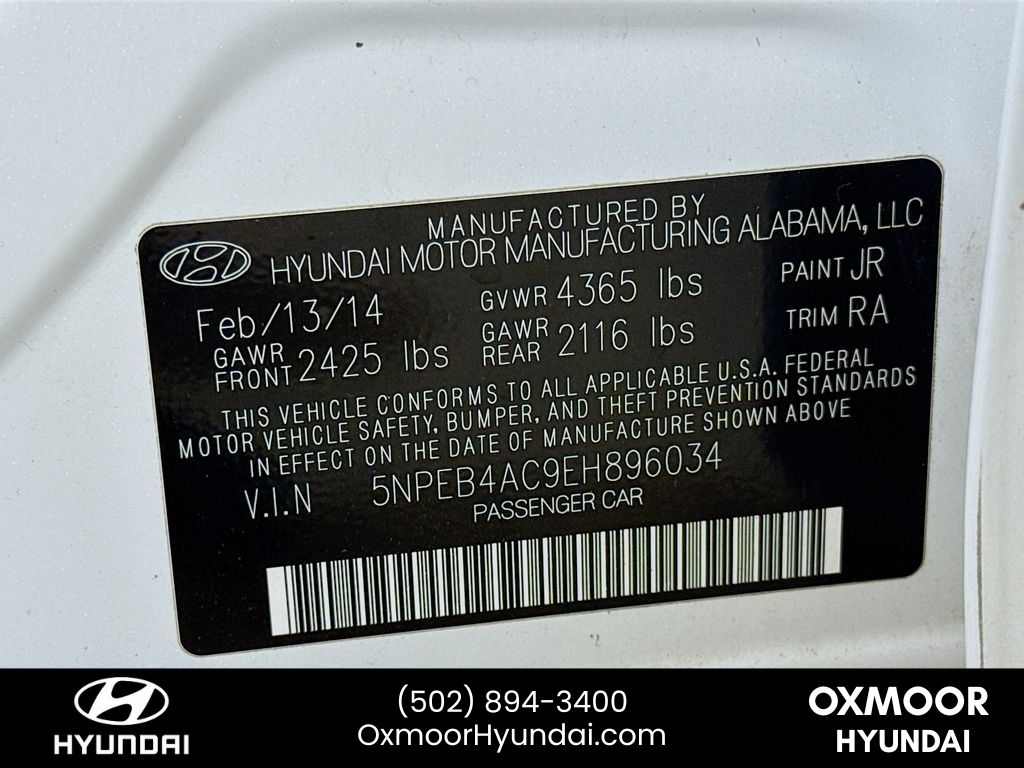 MANUFACTURED BY
HYUNDAI MOTOR MANUFACTURING ALABAMA, LLC
Feb/13/14 GVWR 4365 lbs PAINT JR
GAWR FRONT 2425 lbs GAWR REAR 2116 lbs TRIM RA
THIS VEHICLE CONFORMS TO ALL APPLICABLE U.S.A. FEDERAL
MOTOR VEHICLE SAFETY, BUMPER, AND THEFT PREVENTION STANDARDS
IN EFFECT ON THE DATE OF MANUFACTURE SHOWN ABOVE
V.I.N 5NPEB4AC9EH896034
PASSENGER CAR
HYUNDAI
(502) 894-3400
OxmoorHyundai.com
OXMOOR
HYUNDAI